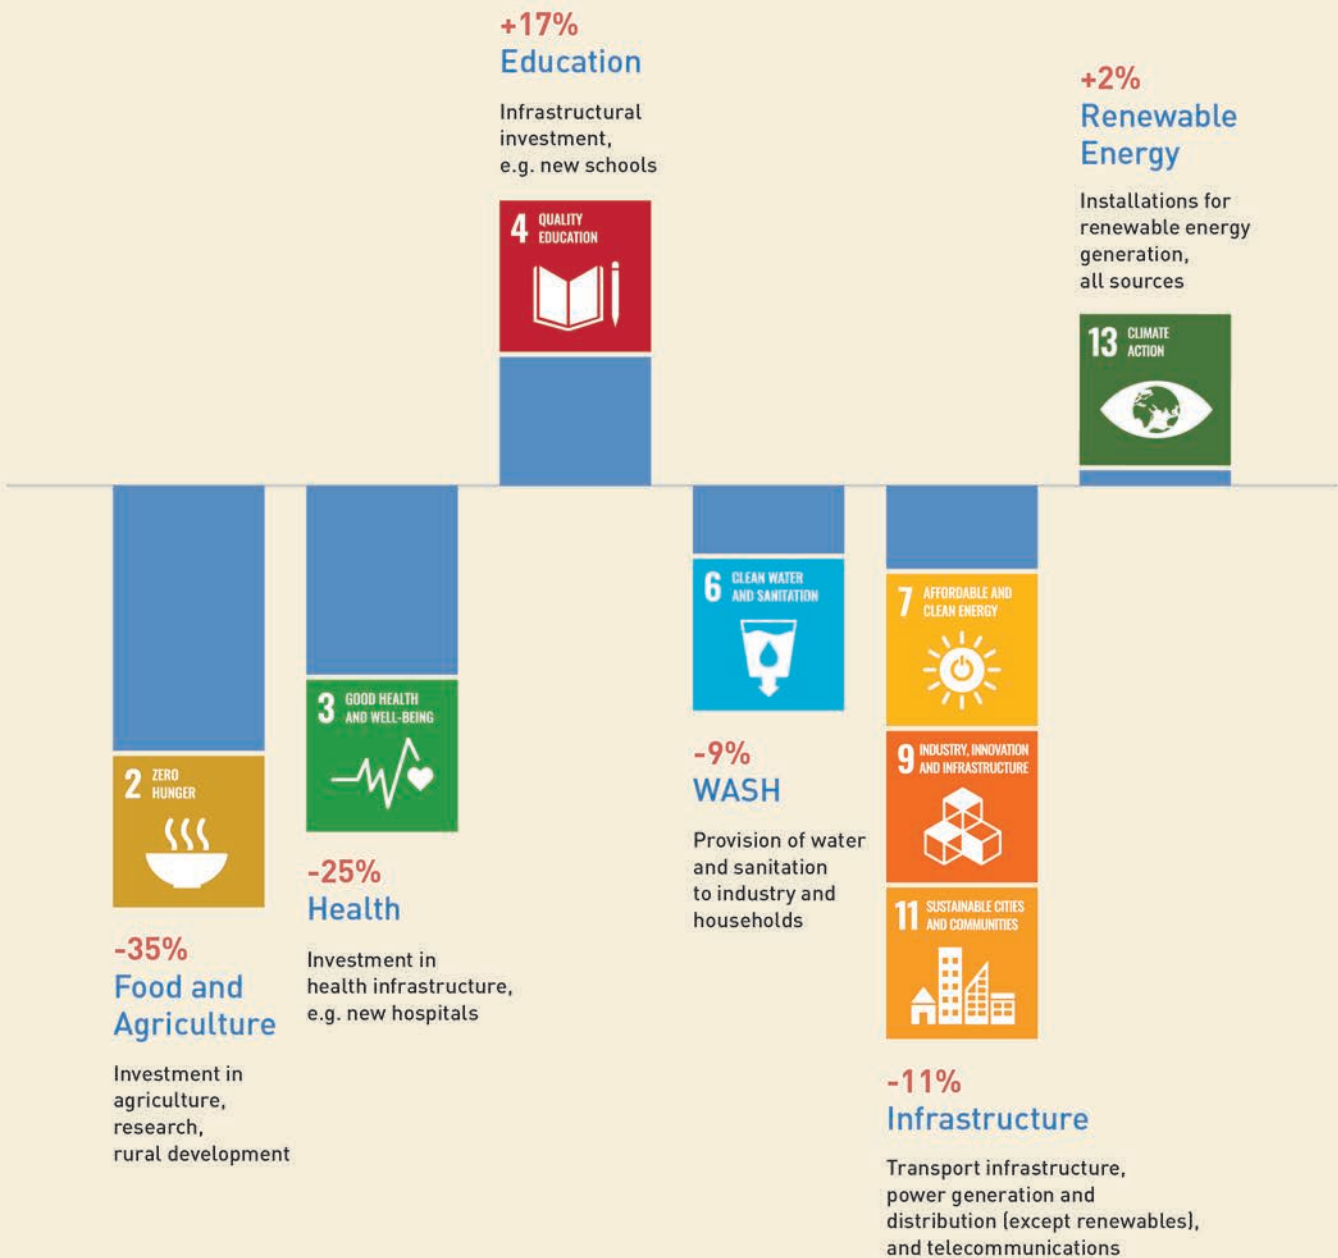 +17%
Education
Infrastructural
investment,
e.g. new schools
4 QUALITY
EDUCATION
+2%
Renewable
Energy
Installations for
renewable energy
generation,
all sources
13 CLIMATE
ACTION
2 ZERO
HUNGER
-35%
Food and
Agriculture
Investment in
agriculture,
research,
rural development
3 GOOD HEALTH
AND WELL-BEING
-25%
Health
Investment in
health infrastructure,
e.g. new hospitals
6 CLEAN WATER
AND SANITATION
-9%
WASH
Provision of water
and sanitation
to industry and
households
7 AFFORDABLE AND
CLEAN ENERGY
9 INDUSTRY, INNOVATION
AND INFRASTRUCTURE
11 SUSTAINABLE CITIES
AND COMMUNITIES
-11%
Infrastructure
Transport infrastructure,
power generation and
distribution (except renewables),
and telecommunications